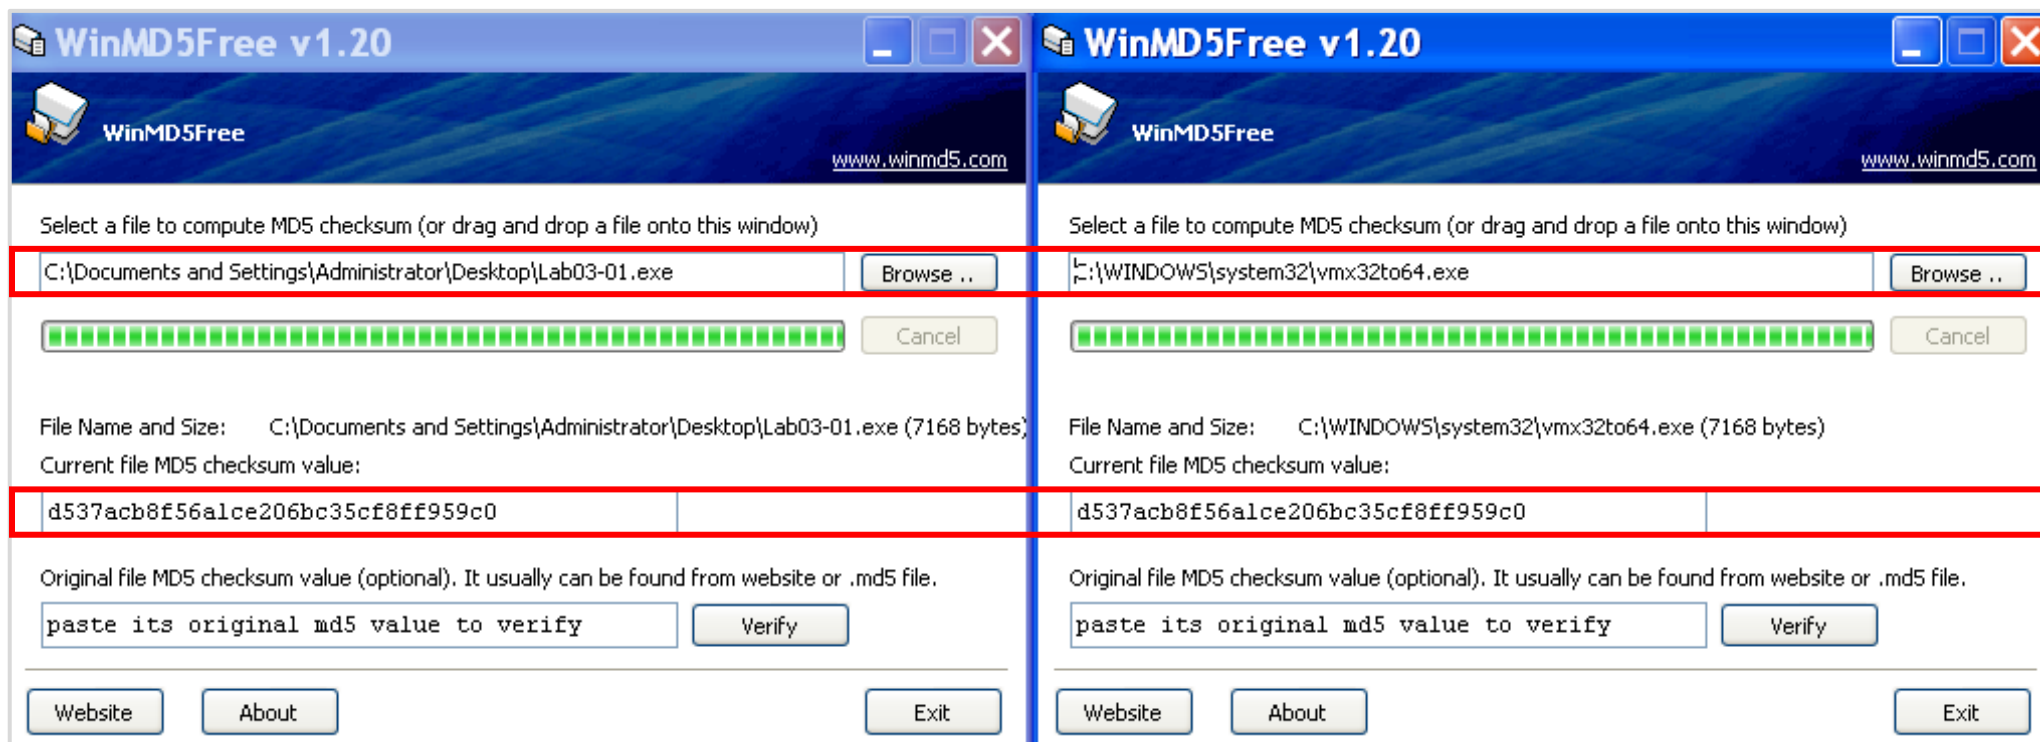 WinMD5Free v1.20
WinMD5Free
www.winmd5.com
Select a file to compute MD5 checksum (or drag and drop a file onto this window)
C:\Documents and Settings\Administrator\Desktop\Lab03-01.exe
Browse ..
Cancel
File Name and Size: C:\Documents and Settings\Administrator\Desktop\Lab03-01.exe (7168 bytes)
Current file MD5 checksum value:
d537acb8f56a1ce206bc35cf8ff959c0
Original file MD5 checksum value (optional). It usually can be found from website or .md5 file.
paste its original md5 value to verify
Verify
Website
About
Exit
WinMD5Free v1.20
WinMD5Free
www.winmd5.com
Select a file to compute MD5 checksum (or drag and drop a file onto this window)
C:\WINDOWS\system32\vmx32to64.exe
Browse ..
Cancel
File Name and Size: C:\WINDOWS\system32\vmx32to64.exe (7168 bytes)
Current file MD5 checksum value:
d537acb8f56a1ce206bc35cf8ff959c0
Original file MD5 checksum value (optional). It usually can be found from website or .md5 file.
paste its original md5 value to verify
Verify
Website
About
Exit